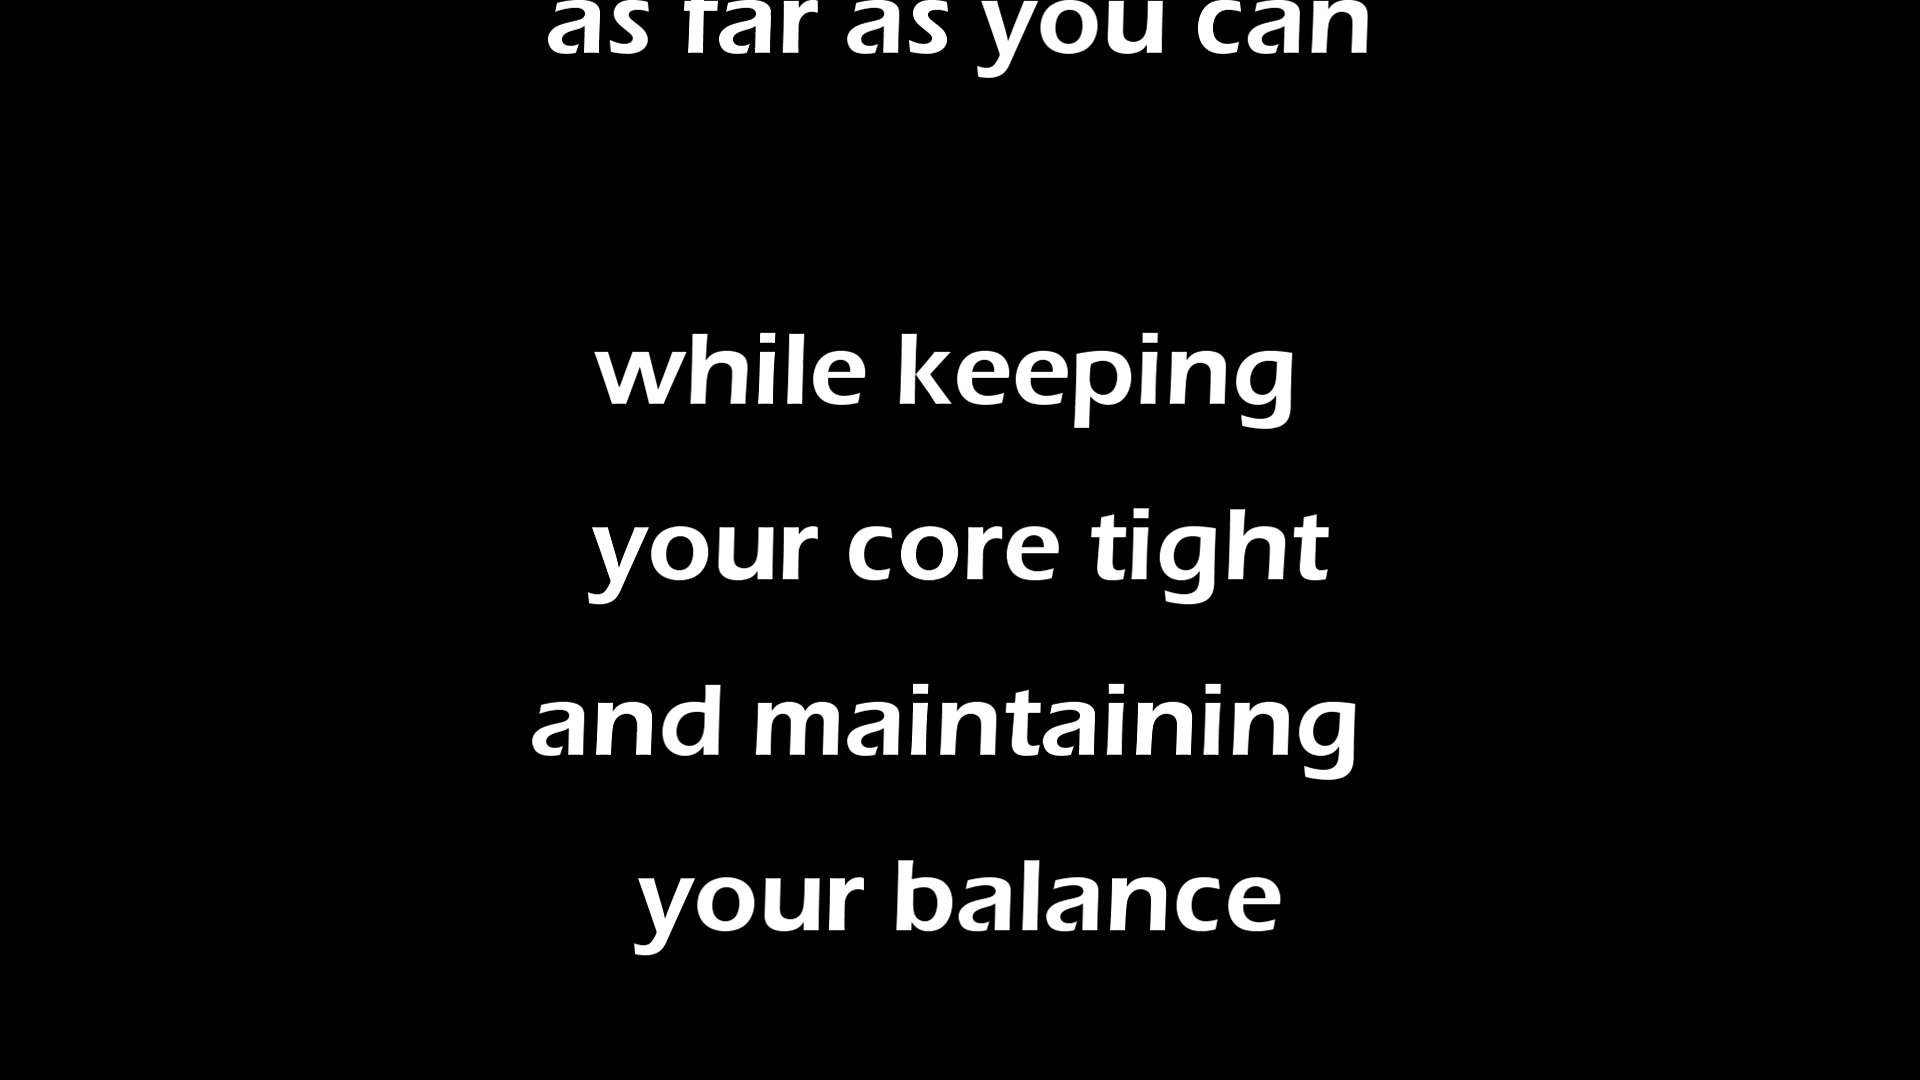 as far as you can
while keeping
your core tight
and maintaining
your balance